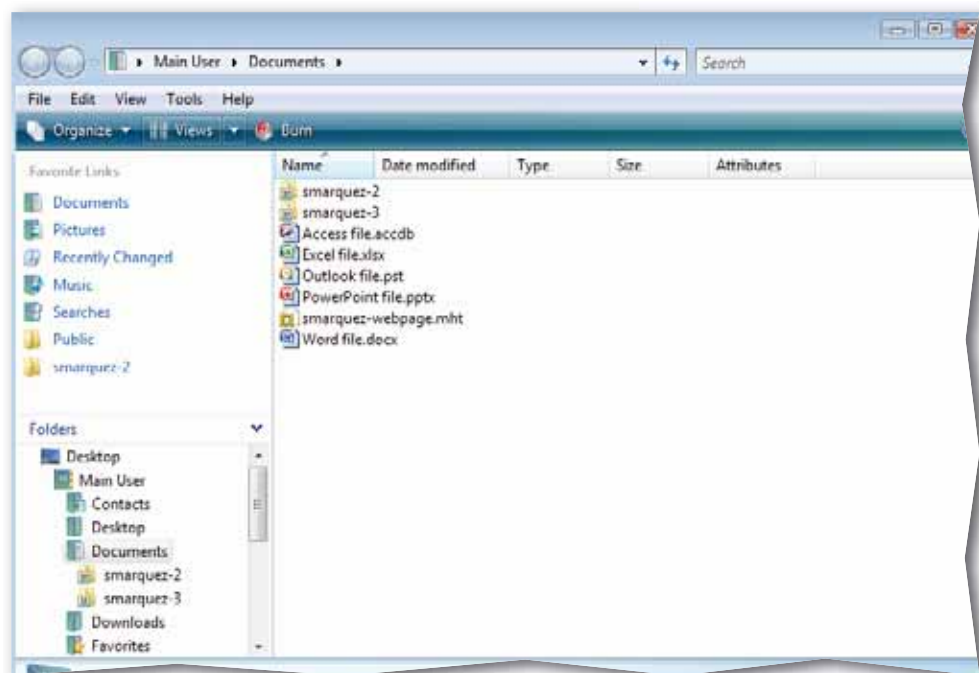 Main User Documents Search
File Edit View Tools Help
Organize Views Burn
Favorite Links
Documents
Pictures
Recently Changed
Music
Searches
Public
smarquez-2
Folders
Desktop
Main User
Contacts
Desktop
Documents
smarquez-2
smarquez-3
Downloads
Favorites
Name Date modified Type Size Attributes
smarquez-2
smarquez-3
Access file.accdb
Excel file.xlsx
Outlook file.pst
PowerPoint file.pptx
smarquez-webpage.mht
Word file.docx